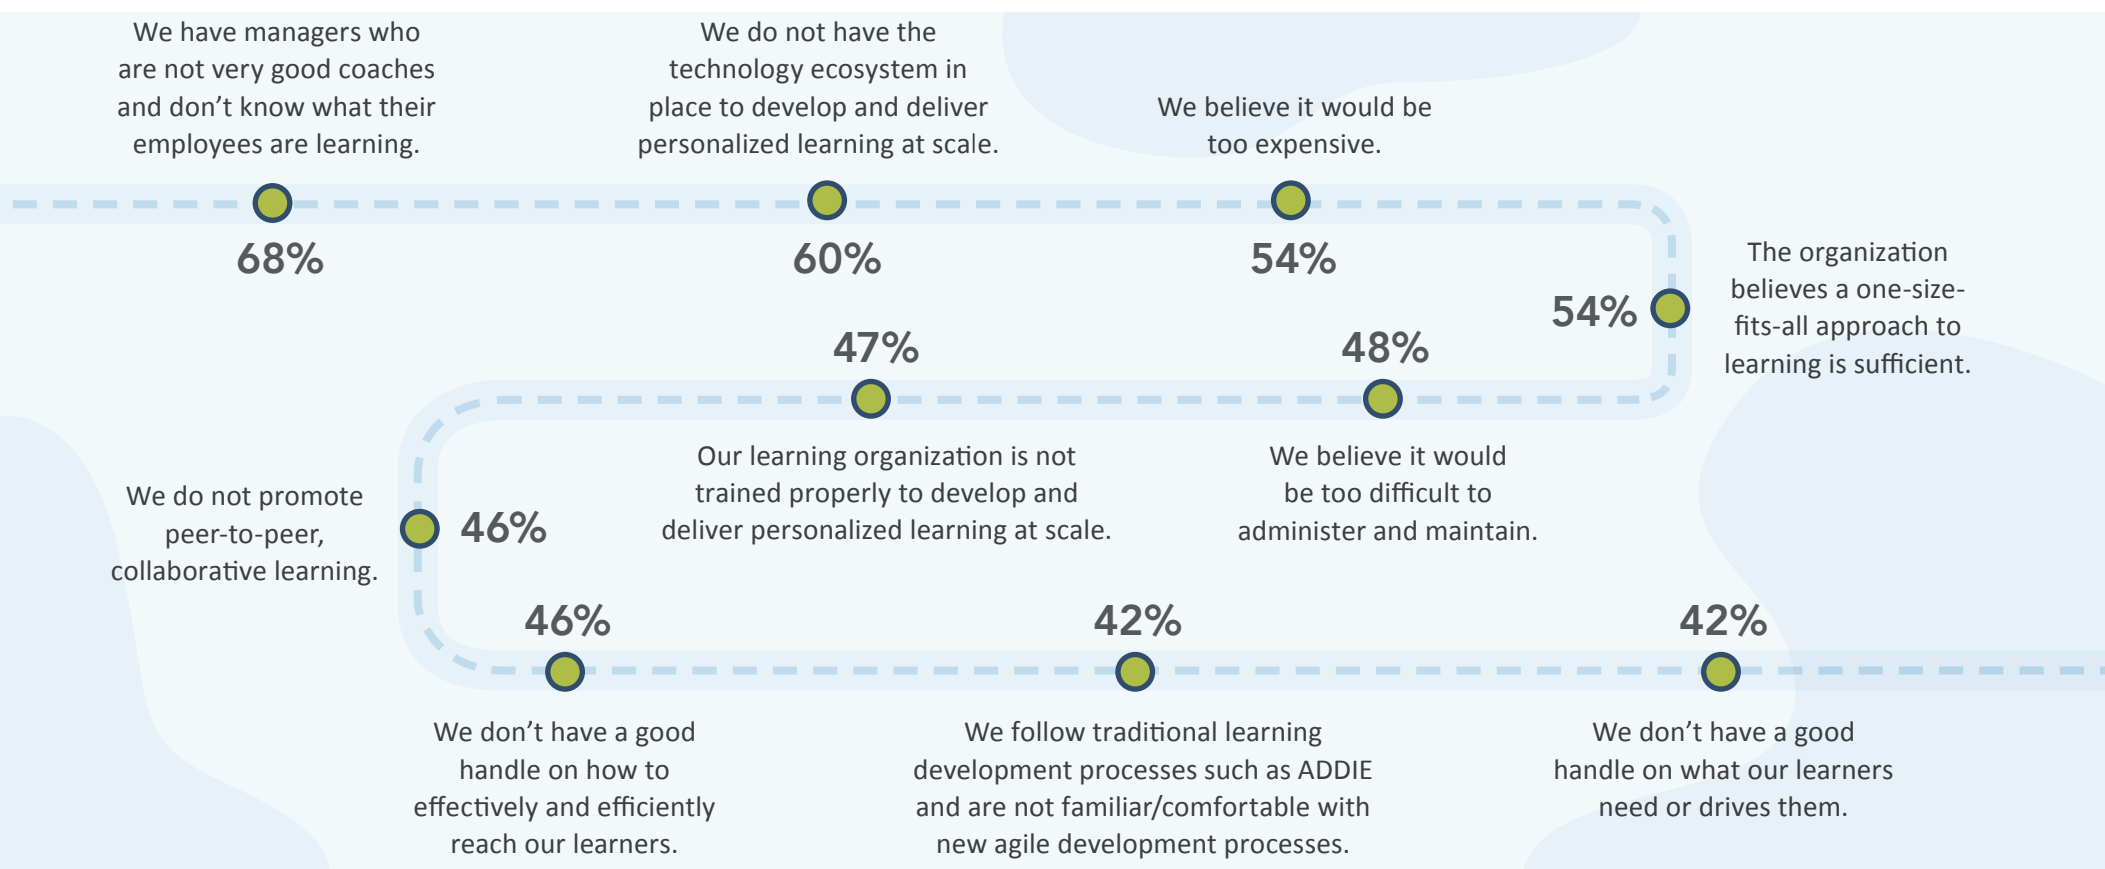 We have managers who
are not very good coaches
and don’t know what their
employees are learning.
68%
We do not have the
technology ecosystem in
place to develop and deliver
personalized learning at scale.
60%
We believe it would be
too expensive.
54%
The organization
believes a one-size-
fits-all approach to
learning is sufficient.
54%
48%
We believe it would
be too difficult to
administer and maintain.
47%
Our learning organization is not
trained properly to develop and
deliver personalized learning at scale.
We do not promote
peer-to-peer,
collaborative learning.
46%
46%
We don’t have a good
handle on how to
effectively and efficiently
reach our learners.
42%
We follow traditional learning
development processes such as ADDIE
and are not familiar/comfortable with
new agile development processes.
42%
We don’t have a good
handle on what our learners
need or drives them.